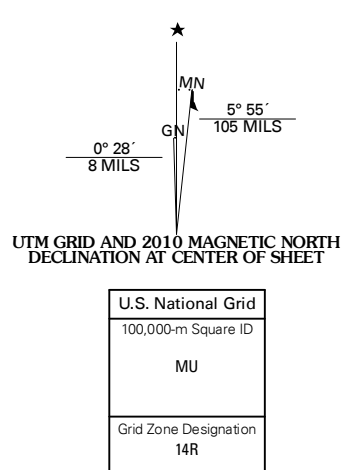 MN
GN
5° 55´
105 MILS
0° 28´
8 MILS
UTM GRID AND 2010 MAGNETIC NORTH
DECLINATION AT CENTER OF SHEET
U.S. National Grid
100,000-m Square ID
MU
Grid Zone Designation
14R